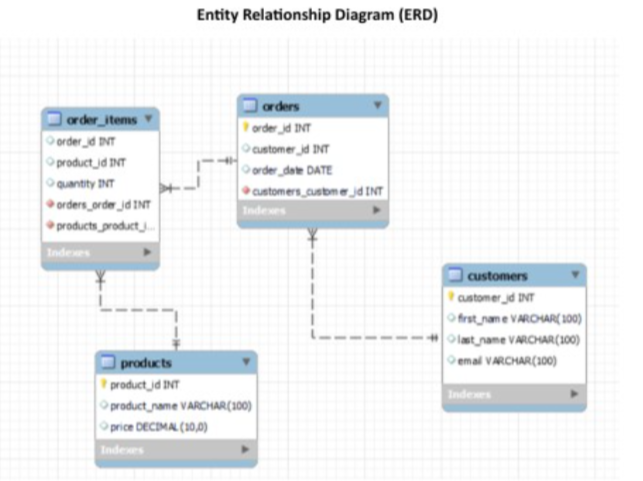 Entity Relationship Diagram (ERD)
order_items
order_id INT
product_id INT
quantity INT
orders_order_id INT
products_product_i...
Indexes
orders
order_id INT
customer_id INT
order_date DATE
customers_customer_id INT
Indexes
customers
customer_id INT
first_name VARCHAR(100)
last_name VARCHAR(100)
email VARCHAR(100)
Indexes
products
product_id INT
product_name VARCHAR(100)
price DECIMAL(10,0)
Indexes